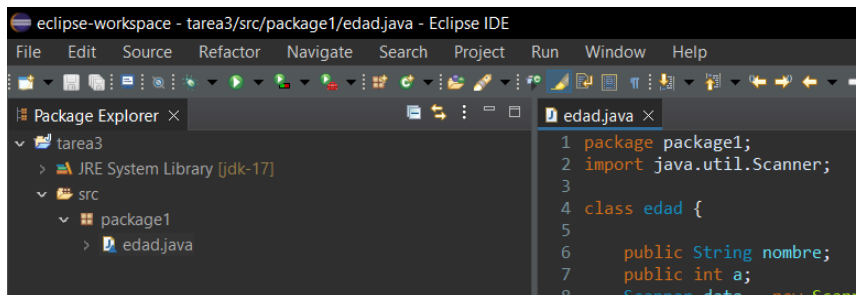 eclipse-workspace - tarea3/src/package1/edad.java - Eclipse IDE
File Edit Source Refactor Navigate Search Project Run Window Help
Package Explorer
tarea3
JRE System Library [jdk-17]
src
package1
edad.java
edad.java
1 package package1;
2 import java.util.Scanner;
3
4 class edad {
5
6 public String nombre;
7 public int a;